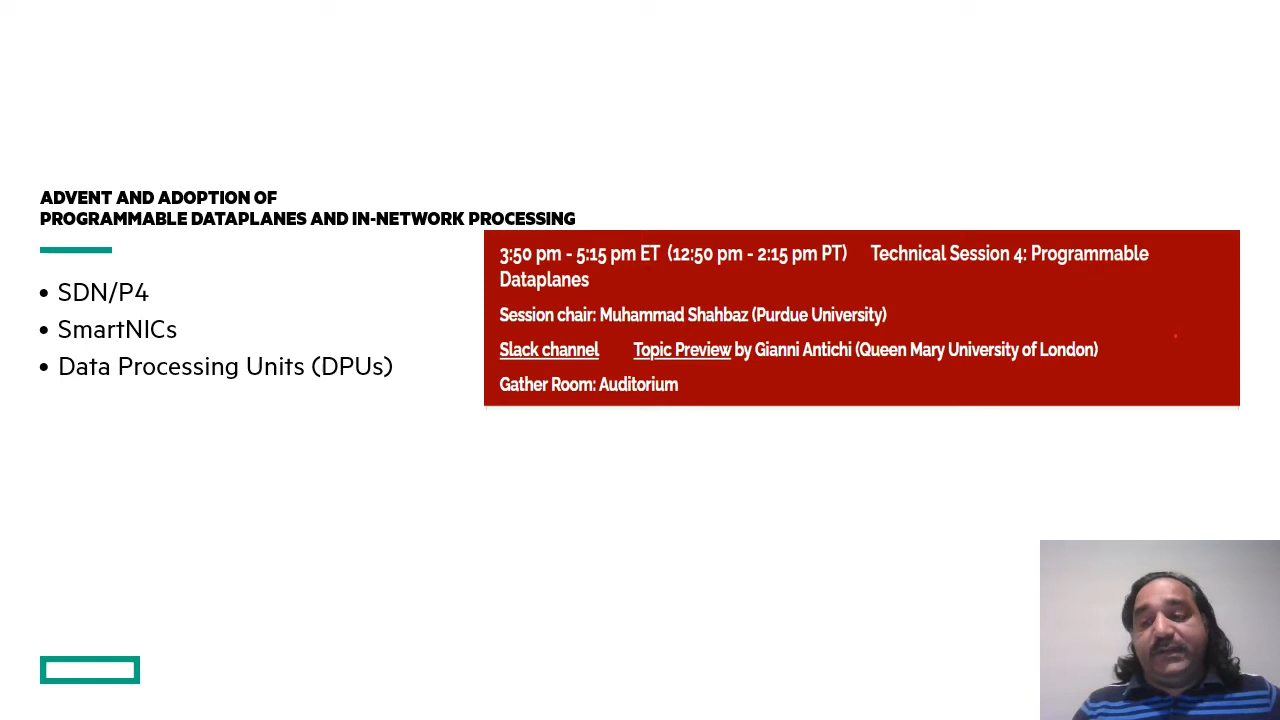 ADVENT AND ADOPTION OF
PROGRAMMABLE DATAPLANES AND IN-NETWORK PROCESSING
• SDN/P4
• SmartNICs
• Data Processing Units (DPUs)
3:50 pm - 5:15 pm ET (12:50 pm - 2:15 pm PT) Technical Session 4: Programmable
Dataplanes
Session chair: Muhammad Shahbaz (Purdue University)
Slack channel Topic Preview by Gianni Antichi (Queen Mary University of London)
Gather Room: Auditorium